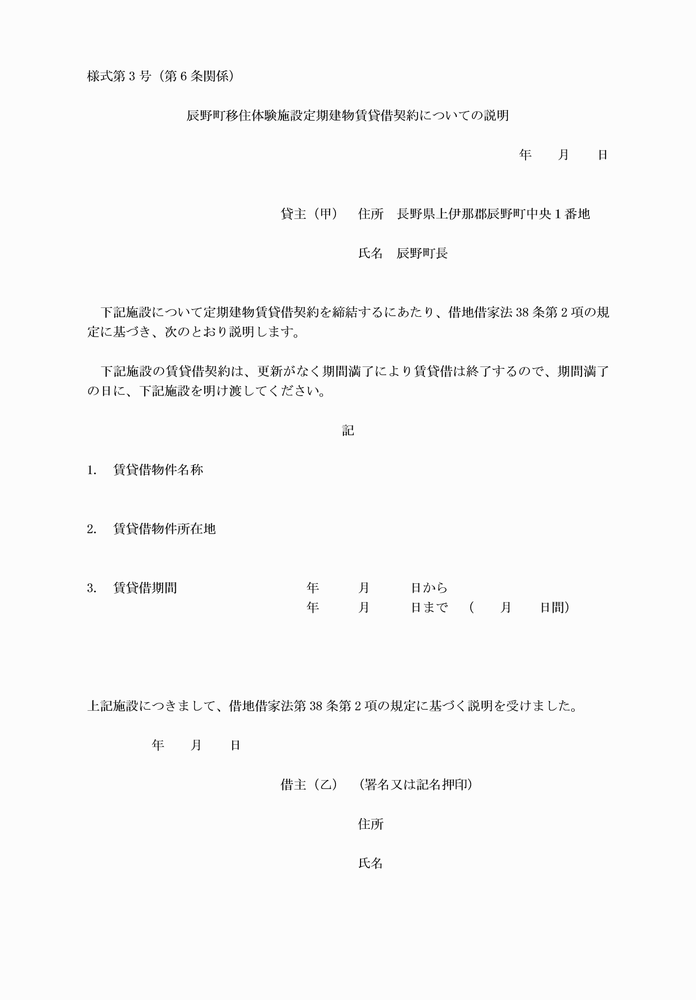 様式第3号（第6条関係）
辰野町移住体験施設定期建物賃貸借契約についての説明
年　　月　　日
貸主（甲）　住所　長野県上伊那郡辰野町中央1番地
氏名　辰野町長
　下記施設について定期建物賃貸借契約を締結するにあたり、借地借家法38条第2項の規
定に基づき、次のとおり説明します。
　下記施設の賃貸借契約は、更新がなく期間満了により賃貸借は終了するので、期間満了
の日に、下記施設を明け渡してください。
記
1.　賃貸借物件名称
2.　賃貸借物件所在地
3.　賃貸借期間　　　　　　　　　　年　　　月　　　日から
年　　　月　　　日まで　（　　月　　日間）
上記施設につきまして、借地借家法第38条第2項の規定に基づく説明を受けました。
年　　月　　日
借主（乙）　（署名又は記名押印）
住所
氏名